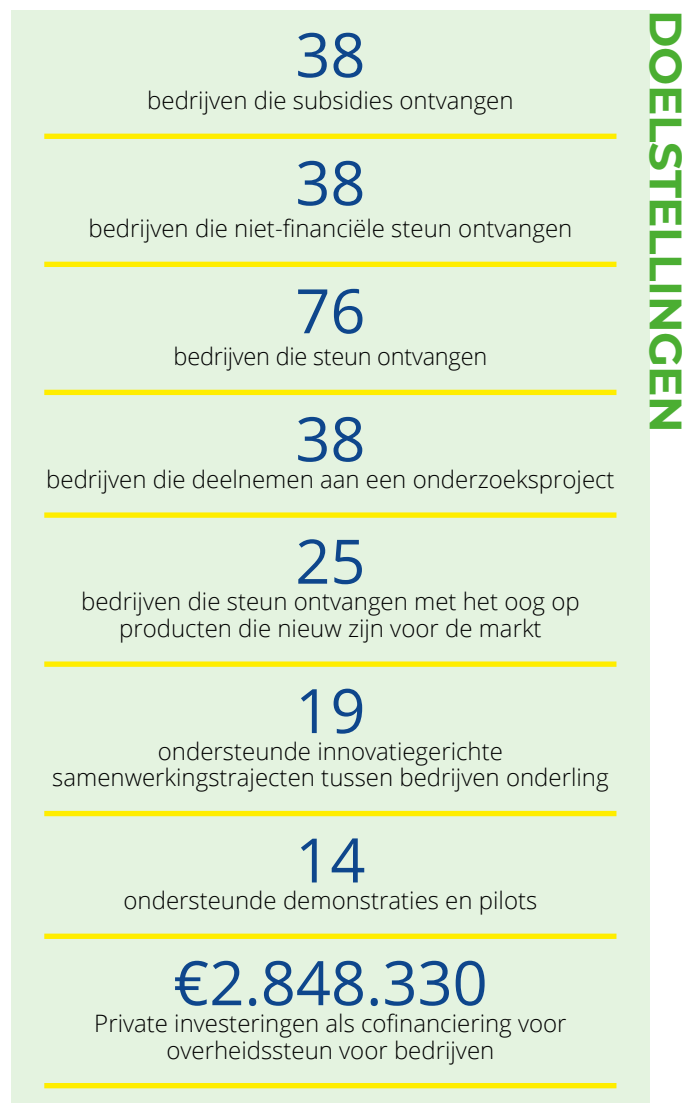 DOELSTELLINGEN
38
bedrijven die subsidies ontvangen
38
bedrijven die niet-financiële steun ontvangen
76
bedrijven die steun ontvangen
38
bedrijven die deelnemen aan een onderzoeksproject
25
bedrijven die steun ontvangen met het oog op
producten die nieuw zijn voor de markt
19
ondersteunde innovatiegerichte
samenwerkingstrajecten tussen bedrijven onderling
14
ondersteunde demonstraties en pilots
€2.848.330
Private investeringen als cofinanciering voor
overheidssteun voor bedrijven